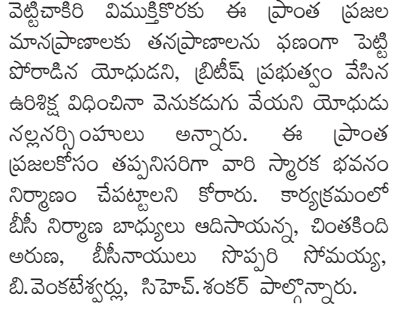 వెట్టిచాకిరి విముక్తికొరకు ఈ ప్రాంత ప్రజల
మానప్రాణాలకు తనప్రాణాలను ఫణంగా పెట్టి
పోరాడిన యోధుడని, బ్రిటీష్ ప్రభుత్వం వేసిన
ఉరిశిక్ష విధించినా వెనుకడుగు వేయని యోధుడు
నల్లనర్సింహులు అన్నారు. ఈ ప్రాంత
ప్రజలకోసం తప్పనిసరిగా వారి స్మారక భవనం
నిర్మాణం చేపట్టాలని కోరారు. కార్యక్రమంలో
బీసీ నిర్మాణ బాధ్యులు ఆదిసాయన్న, చింతకింది
అరుణ, బీసీనాయులు సొప్పరి సోమయ్య,
బి.వెంకటేశ్వర్లు, సిహెచ్.శంకర్ పాల్గొన్నారు.